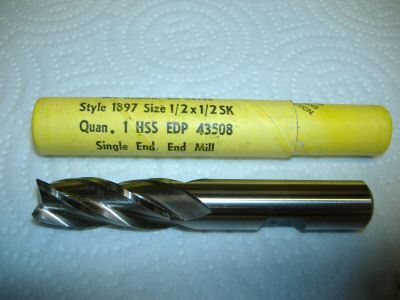 Style 1897 Size 1/2 x 1/2 SK
Quan. 1 HSS EDP 43508
Single End. End Mill